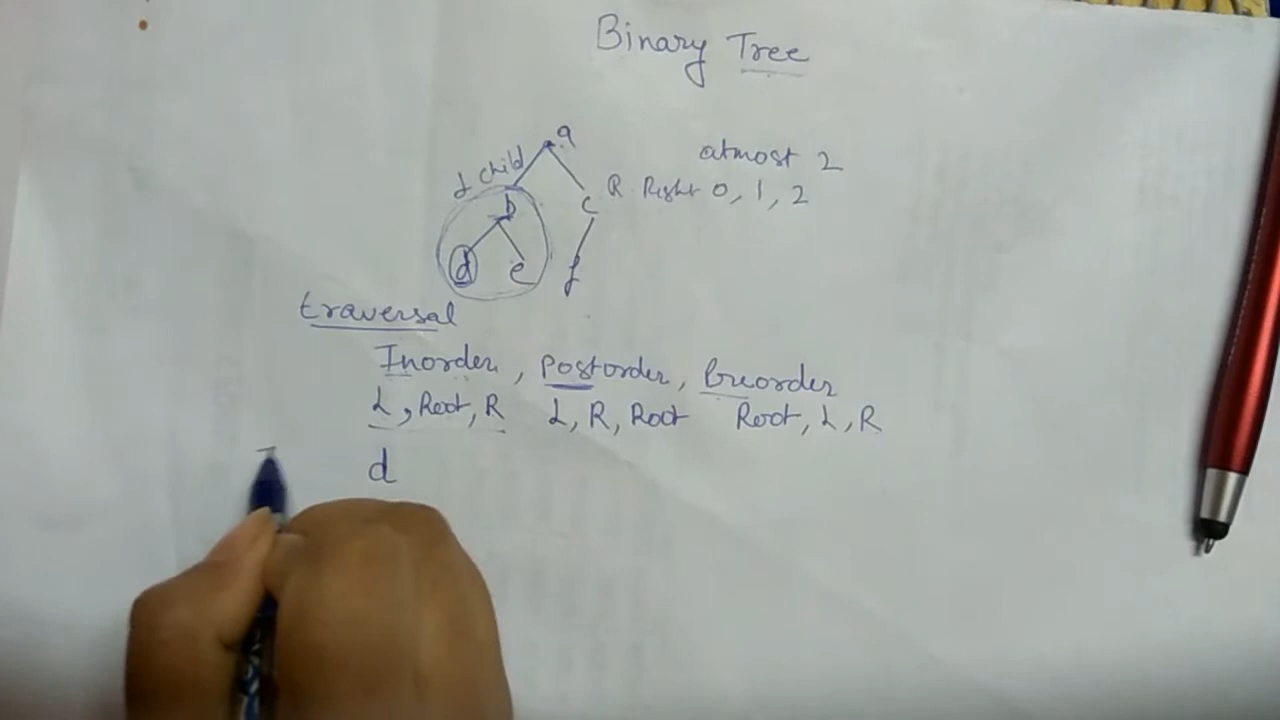 Binary Tree
a
L child
atmost 2
b
c
R Right 0, 1, 2
d e f
traversal
Inorder, postorder, Preorder
L, Root, R L, R, Root Root, L, R
d